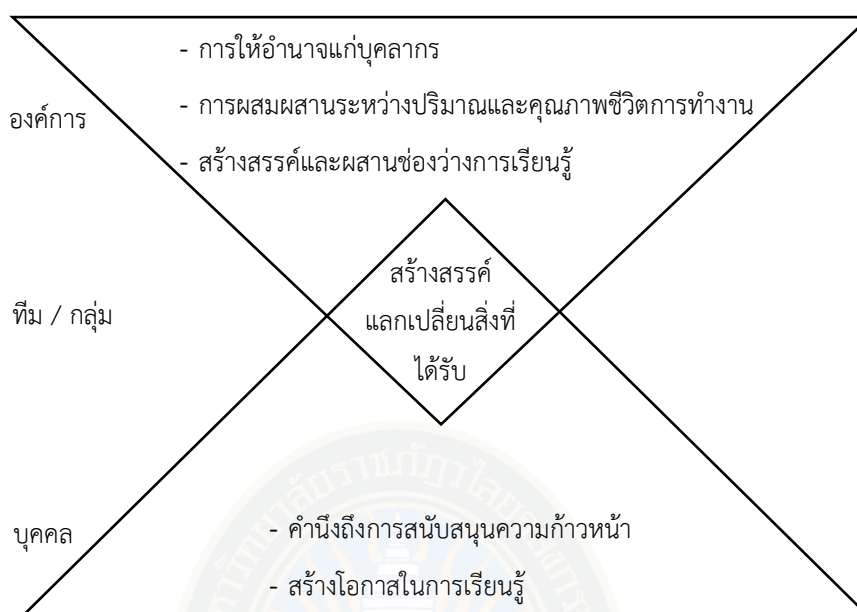 - การให้อำนาจแก่บุคลากร
องค์การ
- การผสมผสานระหว่างปริมาณและคุณภาพชีวิตการทำงาน
- สร้างสรรค์และผสานช่องว่างการเรียนรู้
สร้างสรรค์
ทีม / กลุ่ม
แลกเปลี่ยนสิ่งที่
ได้รับ
บุคคล
- คำนึงถึงการสนับสนุนความก้าวหน้า
- สร้างโอกาสในการเรียนรู้